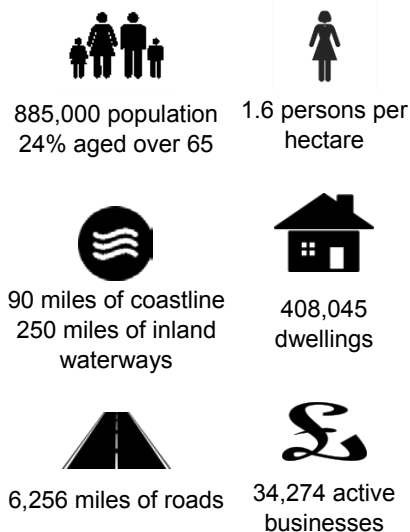 885,000 population
24% aged over 65
1.6 persons per
hectare
90 miles of coastline
250 miles of inland
waterways
408,045
dwellings
6,256 miles of roads
£
34,274 active
businesses